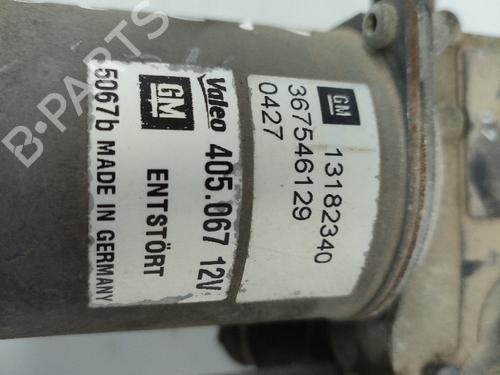 GM 13182340
367546129
0427
Valeo 405.067 12V
GM ENTSTÖRT
5067b MADE IN
GERMANY
B-PARTS